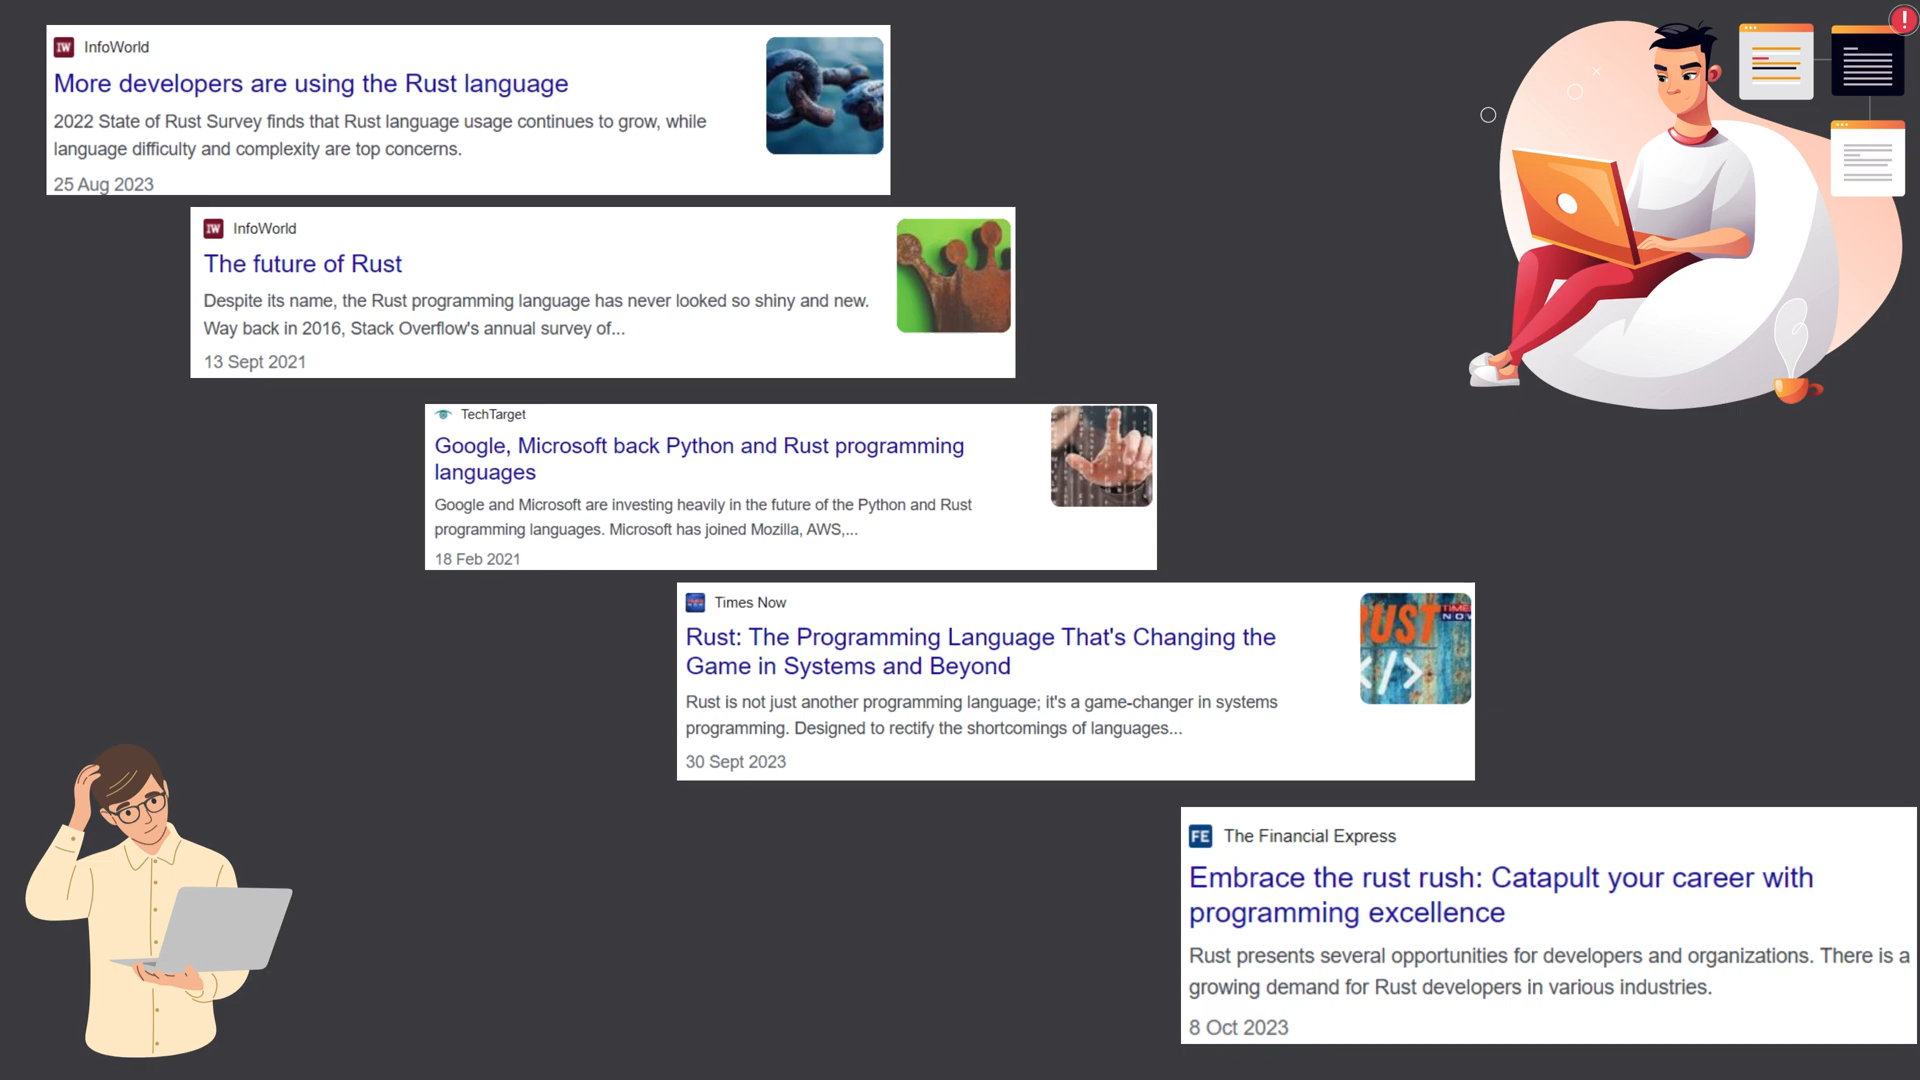 IW InfoWorld
More developers are using the Rust language
2022 State of Rust Survey finds that Rust language usage continues to grow, while
language difficulty and complexity are top concerns.
25 Aug 2023
IW InfoWorld
The future of Rust
Despite its name, the Rust programming language has never looked so shiny and new.
Way back in 2016, Stack Overflow's annual survey of...
13 Sept 2021
TechTarget
Google, Microsoft back Python and Rust programming
languages
Google and Microsoft are investing heavily in the future of the Python and Rust
programming languages. Microsoft has joined Mozilla, AWS,...
18 Feb 2021
Times Now
Rust: The Programming Language That's Changing the
Game in Systems and Beyond
Rust is not just another programming language; it's a game-changer in systems
programming. Designed to rectify the shortcomings of languages...
30 Sept 2023
RUST
</>
FE The Financial Express
Embrace the rust rush: Catapult your career with
programming excellence
Rust presents several opportunities for developers and organizations. There is a
growing demand for Rust developers in various industries.
8 Oct 2023
!